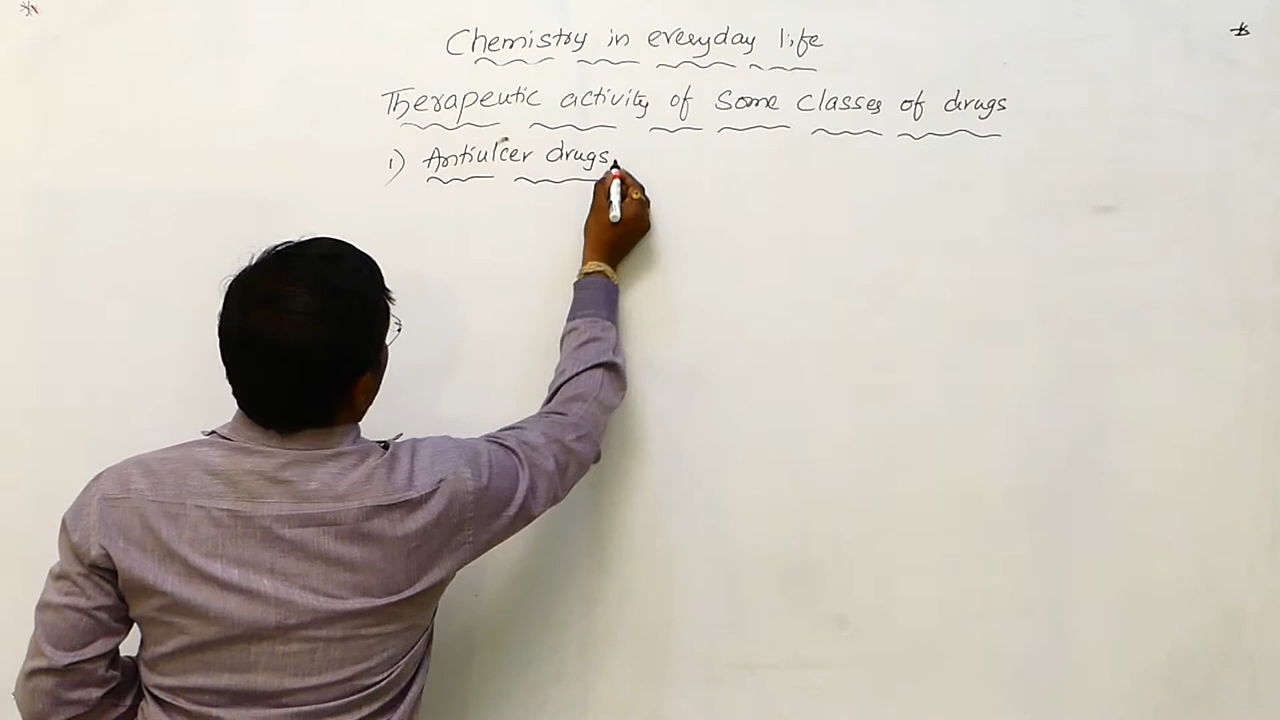 Chemistry in everyday life
Therapeutic activity of Some Classes of drugs
1) Antiulcer drugs